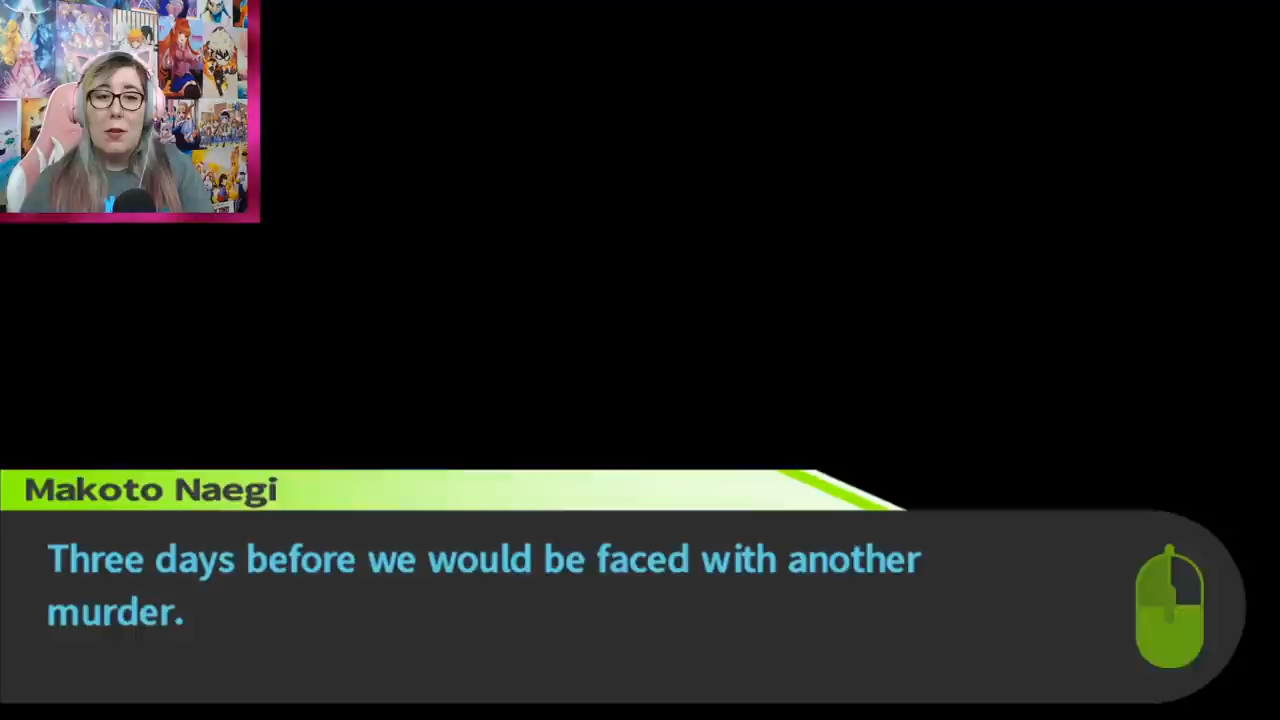 Makoto Naegi
Three days before we would be faced with another
murder.